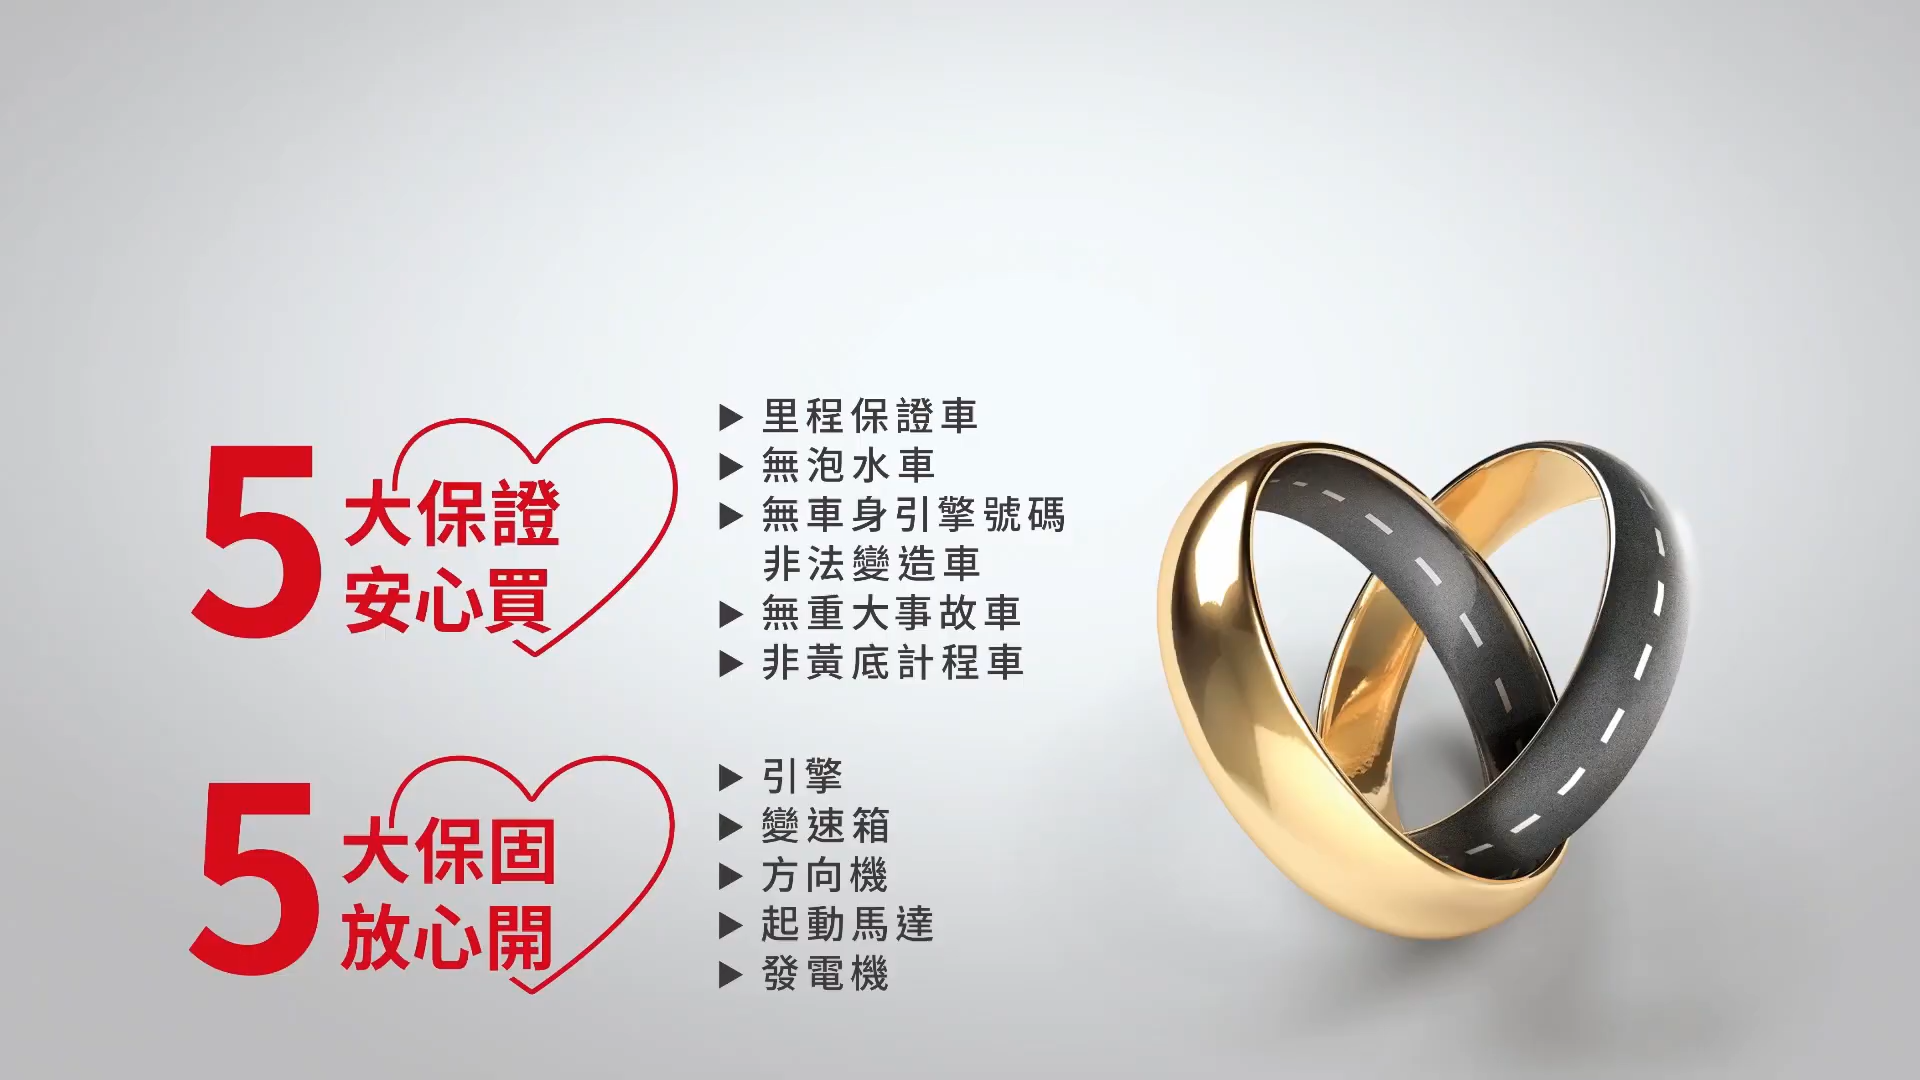 5大保證
安心買
▶ 里程保證車
▶ 無泡水車
▶ 無車身引擎號碼
非法變造車
▶ 無重大事故車
▶ 非黃底計程車
5大保固
放心開
▶ 引擎
▶ 變速箱
▶ 方向機
▶ 起動馬達
▶ 發電機